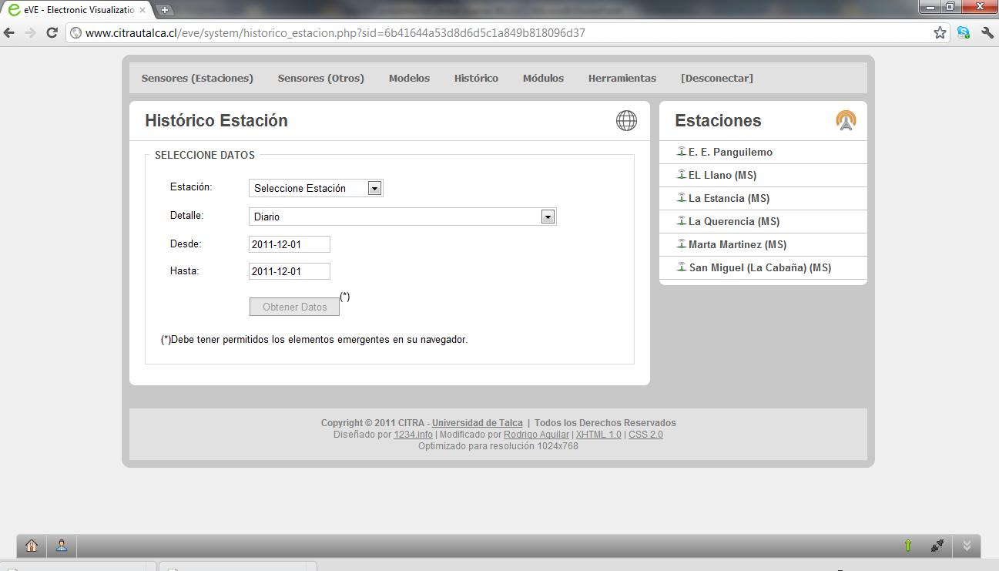 eVE - Electronic Visualizatio
www.citrautalca.cl/eve/system/historico_estacion.php?sid=6b41644a53d8d6d5c1a849b818096d37
Sensores (Estaciones) Sensores (Otros) Modelos Histórico Módulos Herramientas [Desconectar]
Histórico Estación
SELECCIONE DATOS
Estación: Seleccione Estación
Detalle: Diario
Desde: 2011-12-01
Hasta: 2011-12-01
Obtener Datos (*)
(*)Debe tener permitidos los elementos emergentes en su navegador.
Estaciones
E. E. Panguilemo
EL Llano (MS)
La Estancia (MS)
La Querencia (MS)
Marta Martinez (MS)
San Miguel (La Cabaña) (MS)
Copyright © 2011 CITRA - Universidad de Talca | Todos los Derechos Reservados
Diseñado por 1234.info | Modificado por Rodrigo Aguilar | XHTML 1.0 | CSS 2.0
Optimizado para resolución 1024x768